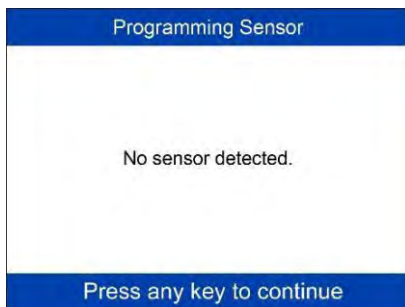 Programming Sensor
No sensor detected.
Press any key to continue